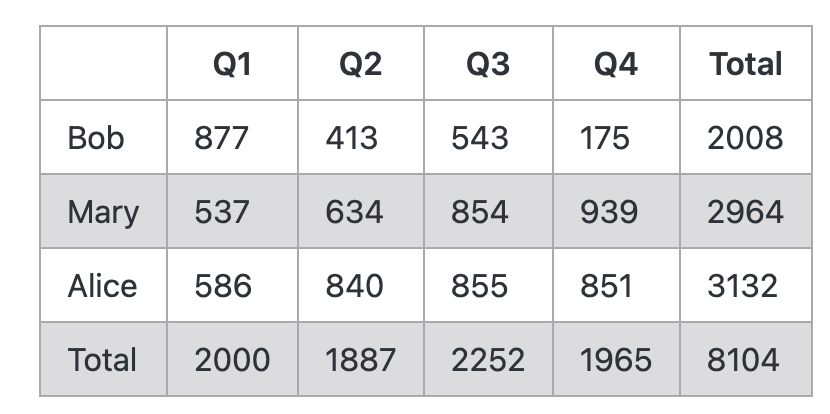 Q1 Q2 Q3 Q4 Total
Bob 877 413 543 175 2008
Mary 537 634 854 939 2964
Alice 586 840 855 851 3132
Total 2000 1887 2252 1965 8104